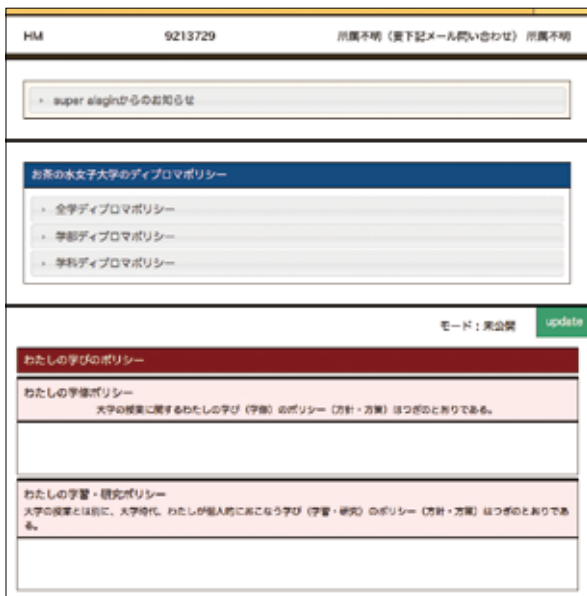 HM 9213729 所属不明（要下記メール問い合わせ） 所属不明
super alaginからのお知らせ
お茶の水女子大学のディプロマポリシー
全学ディプロマポリシー
学部ディプロマポリシー
学科ディプロマポリシー
モード：未公開 update
わたしの学びのポリシー
わたしの学修ポリシー
大学の授業に関するわたしの学び（学修）のポリシー（方針・方策）はつぎのとおりである。
わたしの学習・研究ポリシー
大学の授業とは別に、大学時代、わたしが個人的におこなう学び（学習・研究）のポリシー（方針・方策）はつぎのとおりであ
る。